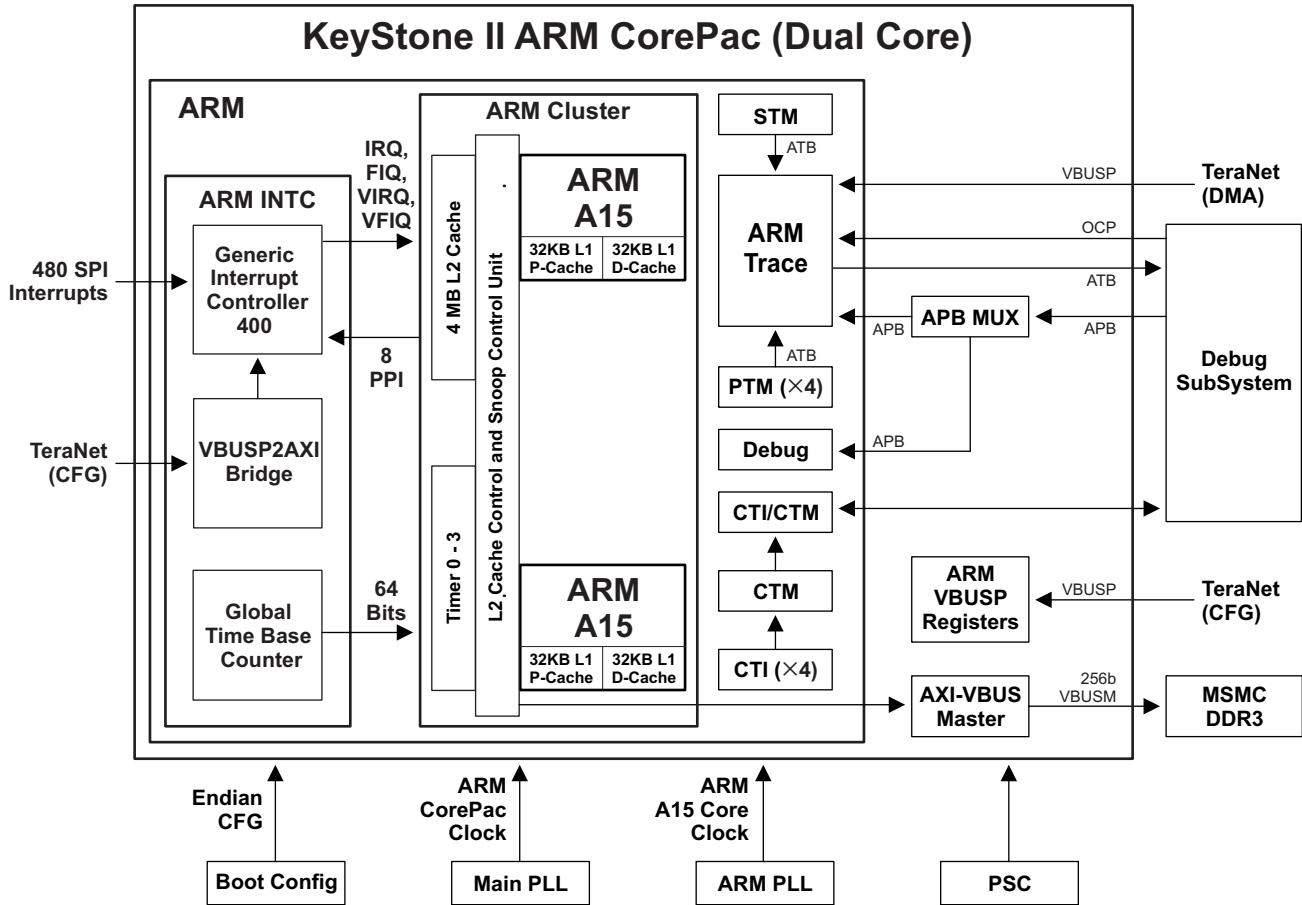 KeyStone II ARM CorePac (Dual Core)
ARM
ARM INTC
Generic
Interrupt
Controller
400
VBUSP2AXI
Bridge
Global
Time Base
Counter
480 SPI
Interrupts
TeraNet
(CFG)
IRQ,
FIQ,
VIRQ,
VFIQ
8
PPI
64
Bits
ARM Cluster
4 MB L2 Cache
Timer 0 - 3
L2 Cache Control and Snoop Control Unit
ARM
A15
32KB L1
P-Cache
32KB L1
D-Cache
ARM
A15
32KB L1
P-Cache
32KB L1
D-Cache
STM
ATB
ARM
Trace
ATB
PTM (×4)
Debug
CTI/CTM
CTM
CTI (×4)
VBUSP
TeraNet
(DMA)
OCP
ATB
APB
APB MUX
APB
APB
Debug
SubSystem
ARM
VBUSP
Registers
VBUSP
TeraNet
(CFG)
AXI-VBUS
Master
256b
VBUSM
MSMC
DDR3
Endian
CFG
Boot Config
ARM
CorePac
Clock
Main PLL
ARM
A15 Core
Clock
ARM PLL
PSC